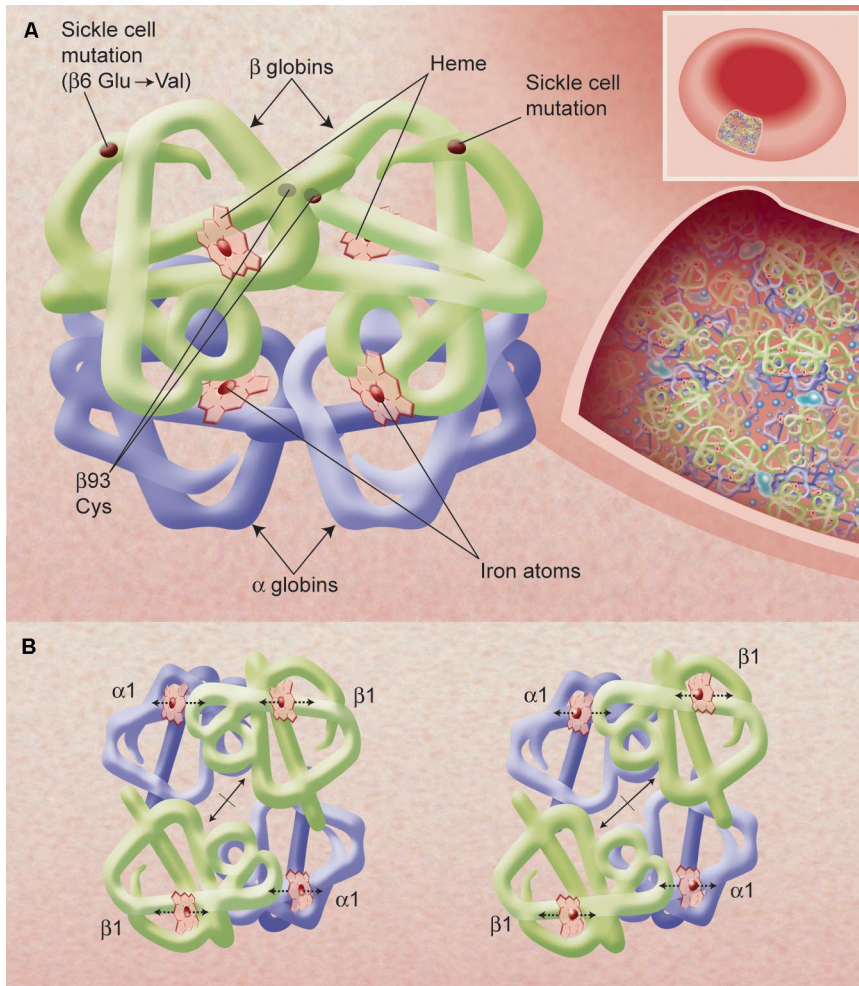 A
Sickle cell
mutation
(β6 Glu→Val)
β globins
Heme
Sickle cell
mutation
β93
Cys
α globins
Iron atoms
B
α1
β1
β1
α1
α1
β1
β1
α1